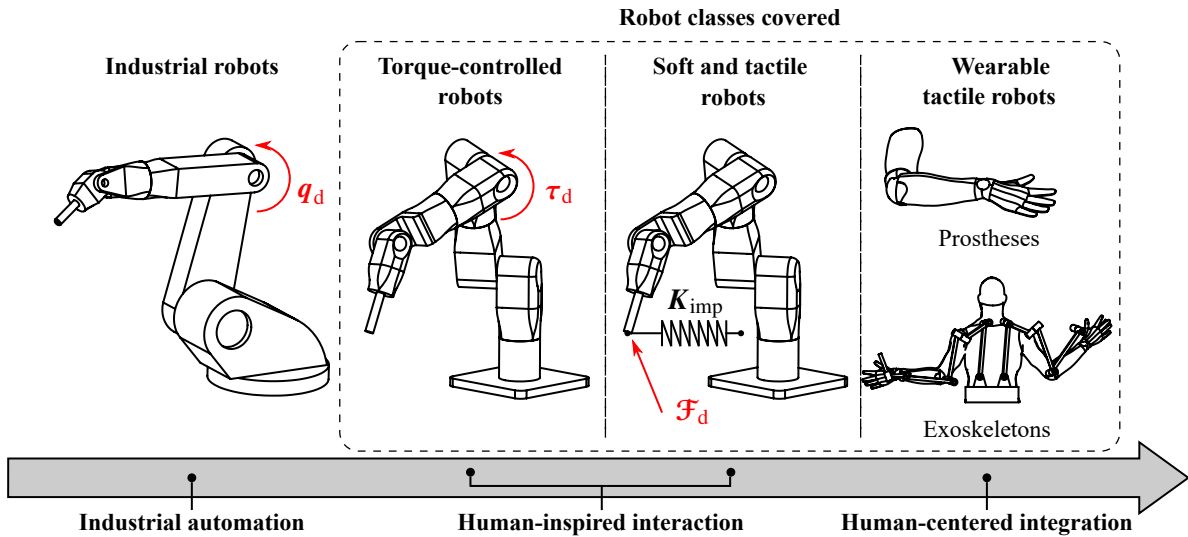 Robot classes covered
Industrial robots
Torque-controlled
robots
Soft and tactile
robots
Wearable
tactile robots
q_d
τ_d
K_imp
ℱ_d
Prostheses
Exoskeletons
Industrial automation
Human-inspired interaction
Human-centered integration